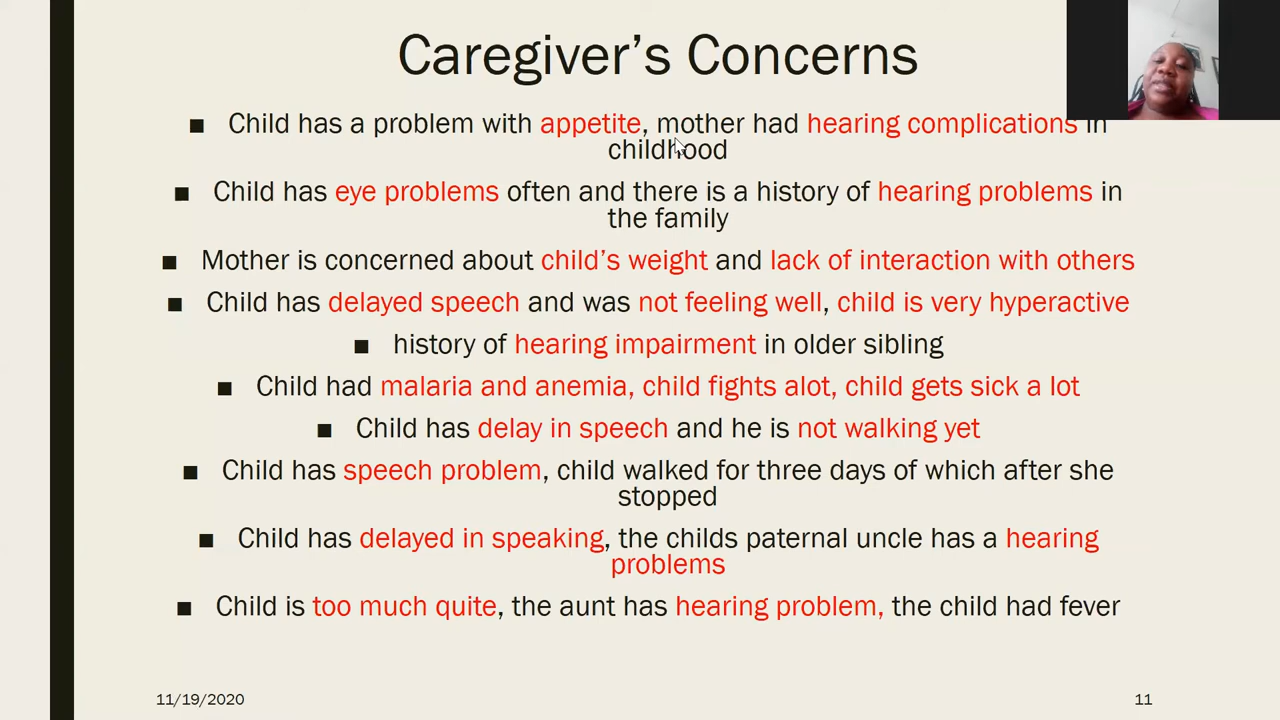 Caregiver's Concerns
■ Child has a problem with appetite, mother had hearing complications in
childhood
■ Child has eye problems often and there is a history of hearing problems in
the family
■ Mother is concerned about child's weight and lack of interaction with others
■ Child has delayed speech and was not feeling well, child is very hyperactive
■ history of hearing impairment in older sibling
■ Child had malaria and anemia, child fights alot, child gets sick a lot
■ Child has delay in speech and he is not walking yet
■ Child has speech problem, child walked for three days of which after she
stopped
■ Child has delayed in speaking, the childs paternal uncle has a hearing
problems
■ Child is too much quite, the aunt has hearing problem, the child had fever
11/19/2020
11